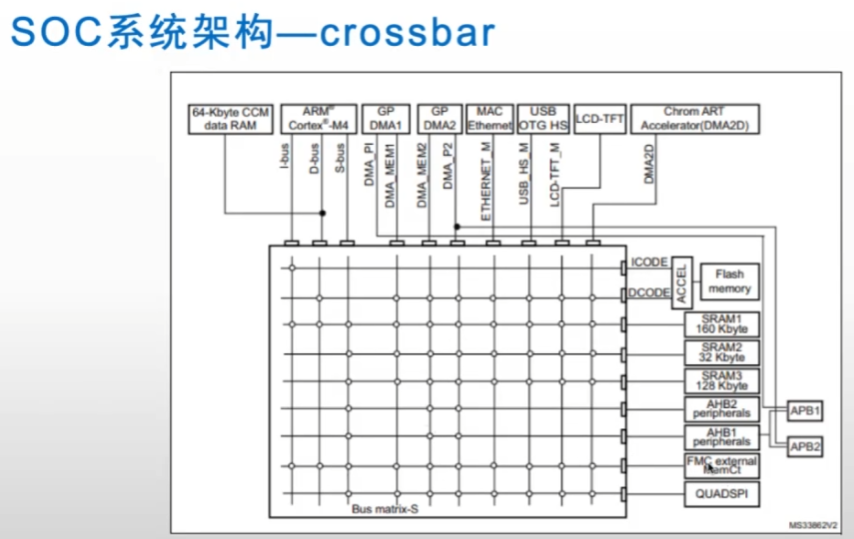 SOC系统架构—crossbar
64-Kbyte CCM
data RAM
ARM®
Cortex®-M4
GP
DMA1
GP
DMA2
MAC
Ethernet
USB
OTG HS
LCD-TFT
Chrom ART
Accelerator(DMA2D)
I-bus
D-bus
S-bus
DMA_PI
DMA_MEM1
DMA_MEM2
DMA_P2
ETHERNET_M
USB_HS_M
LCD-TFT_M
DMA2D
ICODE
DCODE
ACCEL
Flash
memory
SRAM1
160 Kbyte
SRAM2
32 Kbyte
SRAM3
128 Kbyte
AHB2
peripherals
AHB1
peripherals
FMC external
MemCt
QUADSPI
APB1
APB2
Bus matrix-S
MS33862V2